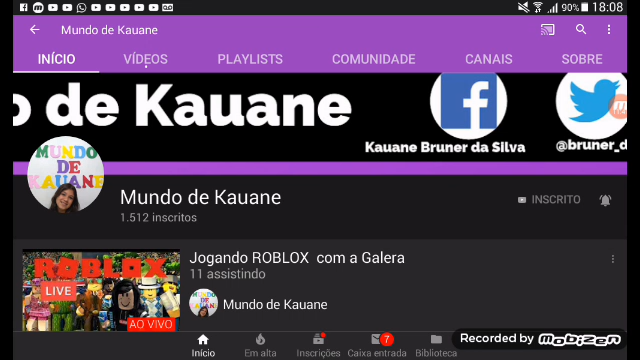 90% 18:08
Mundo de Kauane
INÍCIO VÍDEOS PLAYLISTS COMUNIDADE CANAIS SOBRE
o de Kauane
Kauane Bruner da Silva
@bruner_d
MUNDO
DE
KAUANE
Mundo de Kauane
1.512 inscritos
INSCRITO
ROBLOX
LIVE
AO VIVO
Jogando ROBLOX com a Galera
11 assistindo
Mundo de Kauane
Início Em alta Inscrições Caixa entrada 7 Biblioteca
Recorded by MOBIZEN